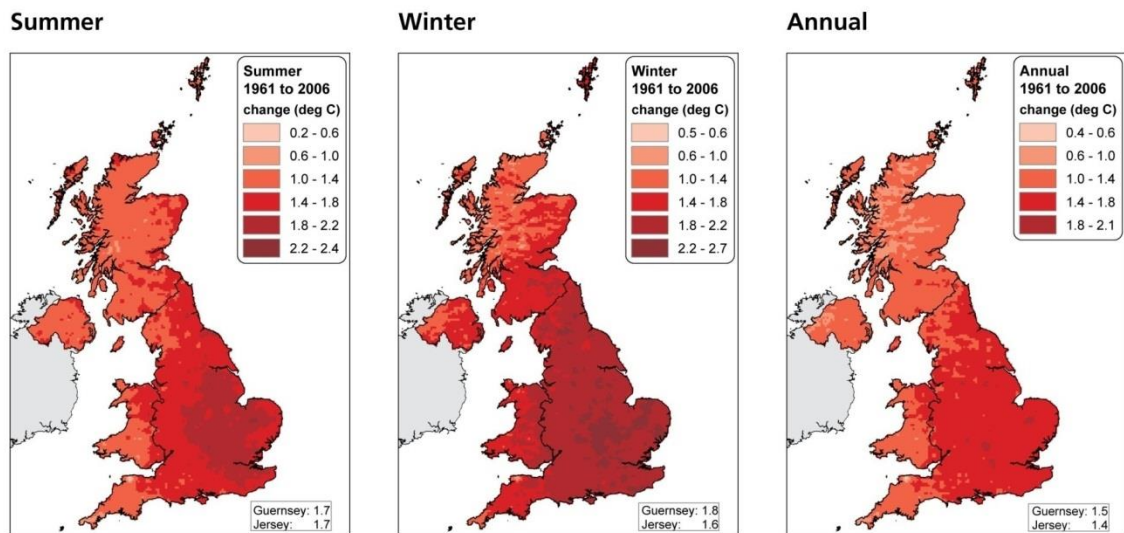 Summer
Summer
1961 to 2006
change (deg C)
0.2 - 0.6
0.6 - 1.0
1.0 - 1.4
1.4 - 1.8
1.8 - 2.2
2.2 - 2.4
Guernsey: 1.7
Jersey: 1.7
Winter
Winter
1961 to 2006
change (deg C)
0.5 - 0.6
0.6 - 1.0
1.0 - 1.4
1.4 - 1.8
1.8 - 2.2
2.2 - 2.7
Guernsey: 1.8
Jersey: 1.6
Annual
Annual
1961 to 2006
change (deg C)
0.4 - 0.6
0.6 - 1.0
1.0 - 1.4
1.4 - 1.8
1.8 - 2.1
Guernsey: 1.5
Jersey: 1.4